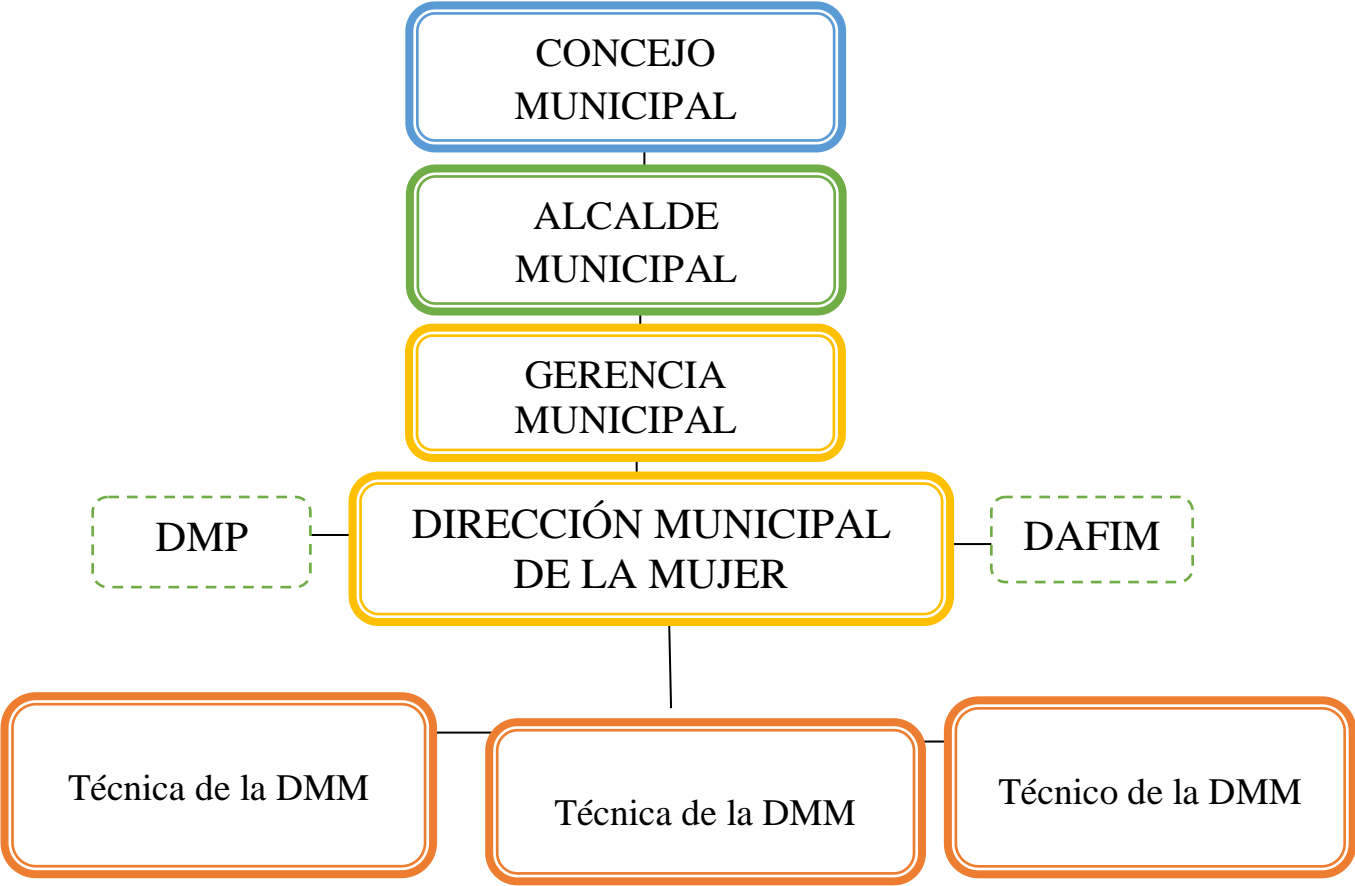 CONCEJO
MUNICIPAL
ALCALDE
MUNICIPAL
GERENCIA
MUNICIPAL
DMP
DIRECCIÓN MUNICIPAL
DE LA MUJER
DAFIM
Técnica de la DMM
Técnica de la DMM
Técnico de la DMM